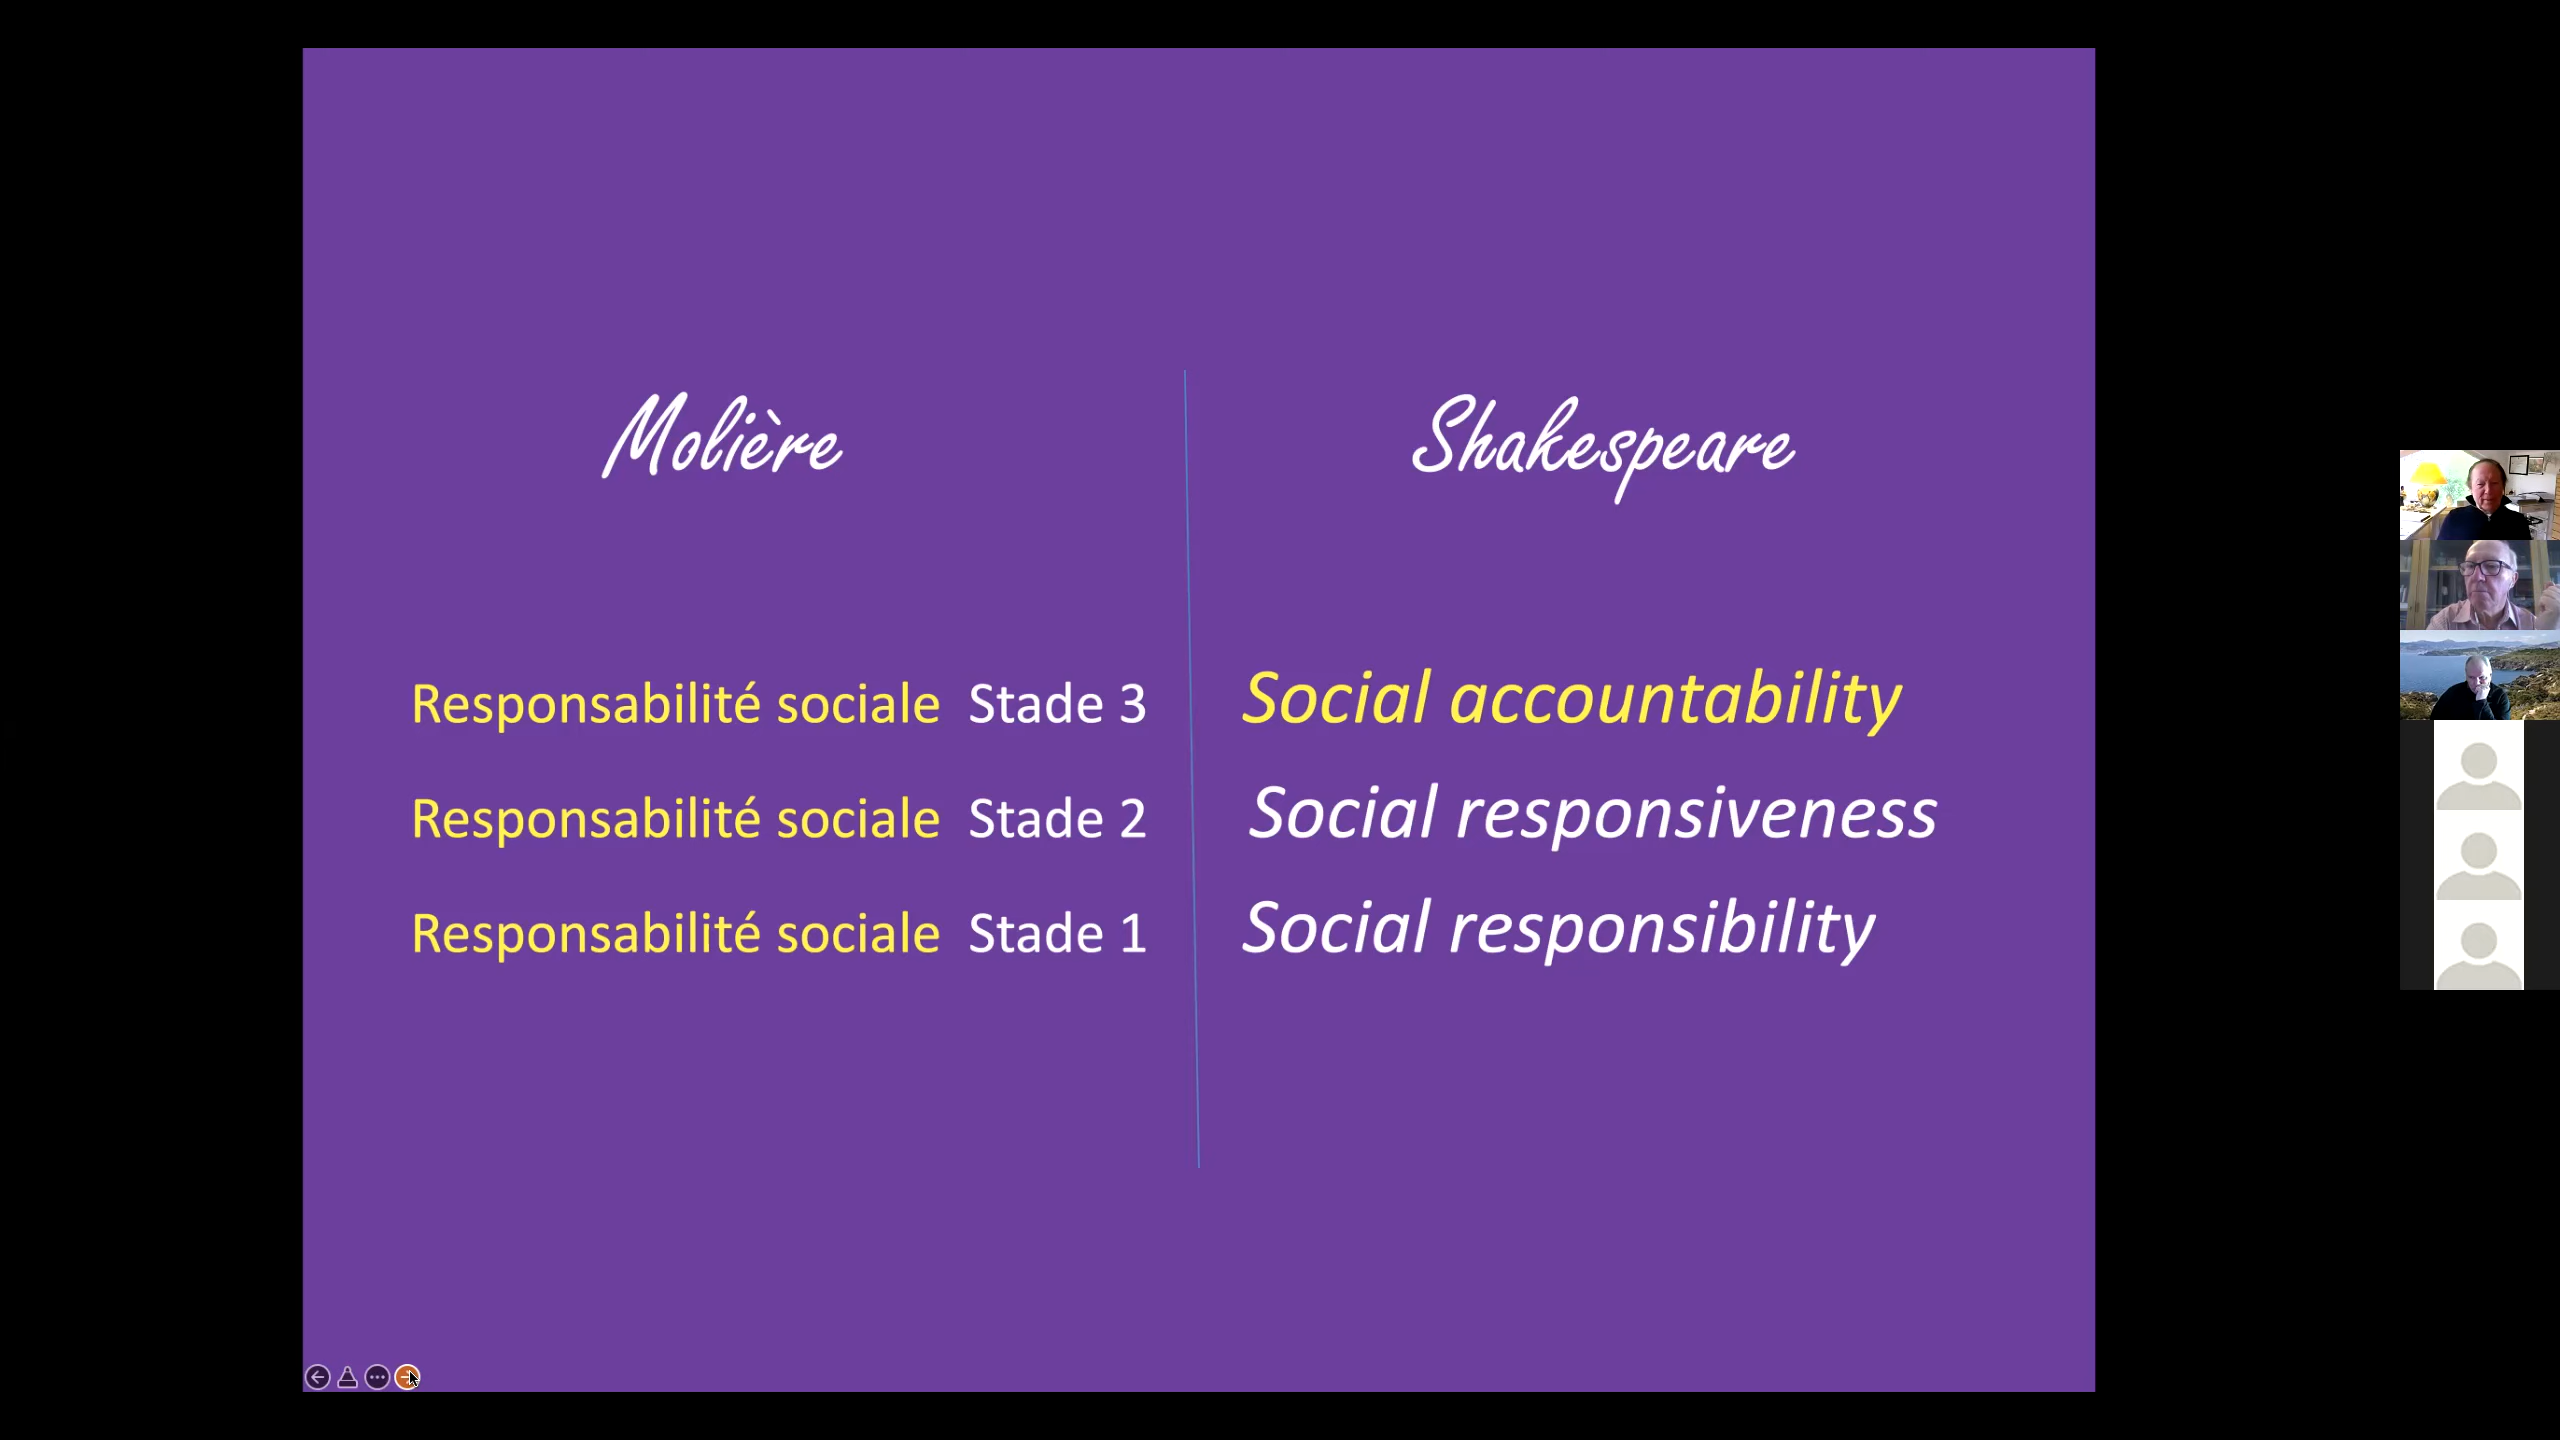 Molière
Shakespeare
Responsabilité sociale Stade 3
Social accountability
Responsabilité sociale Stade 2
Social responsiveness
Responsabilité sociale Stade 1
Social responsibility